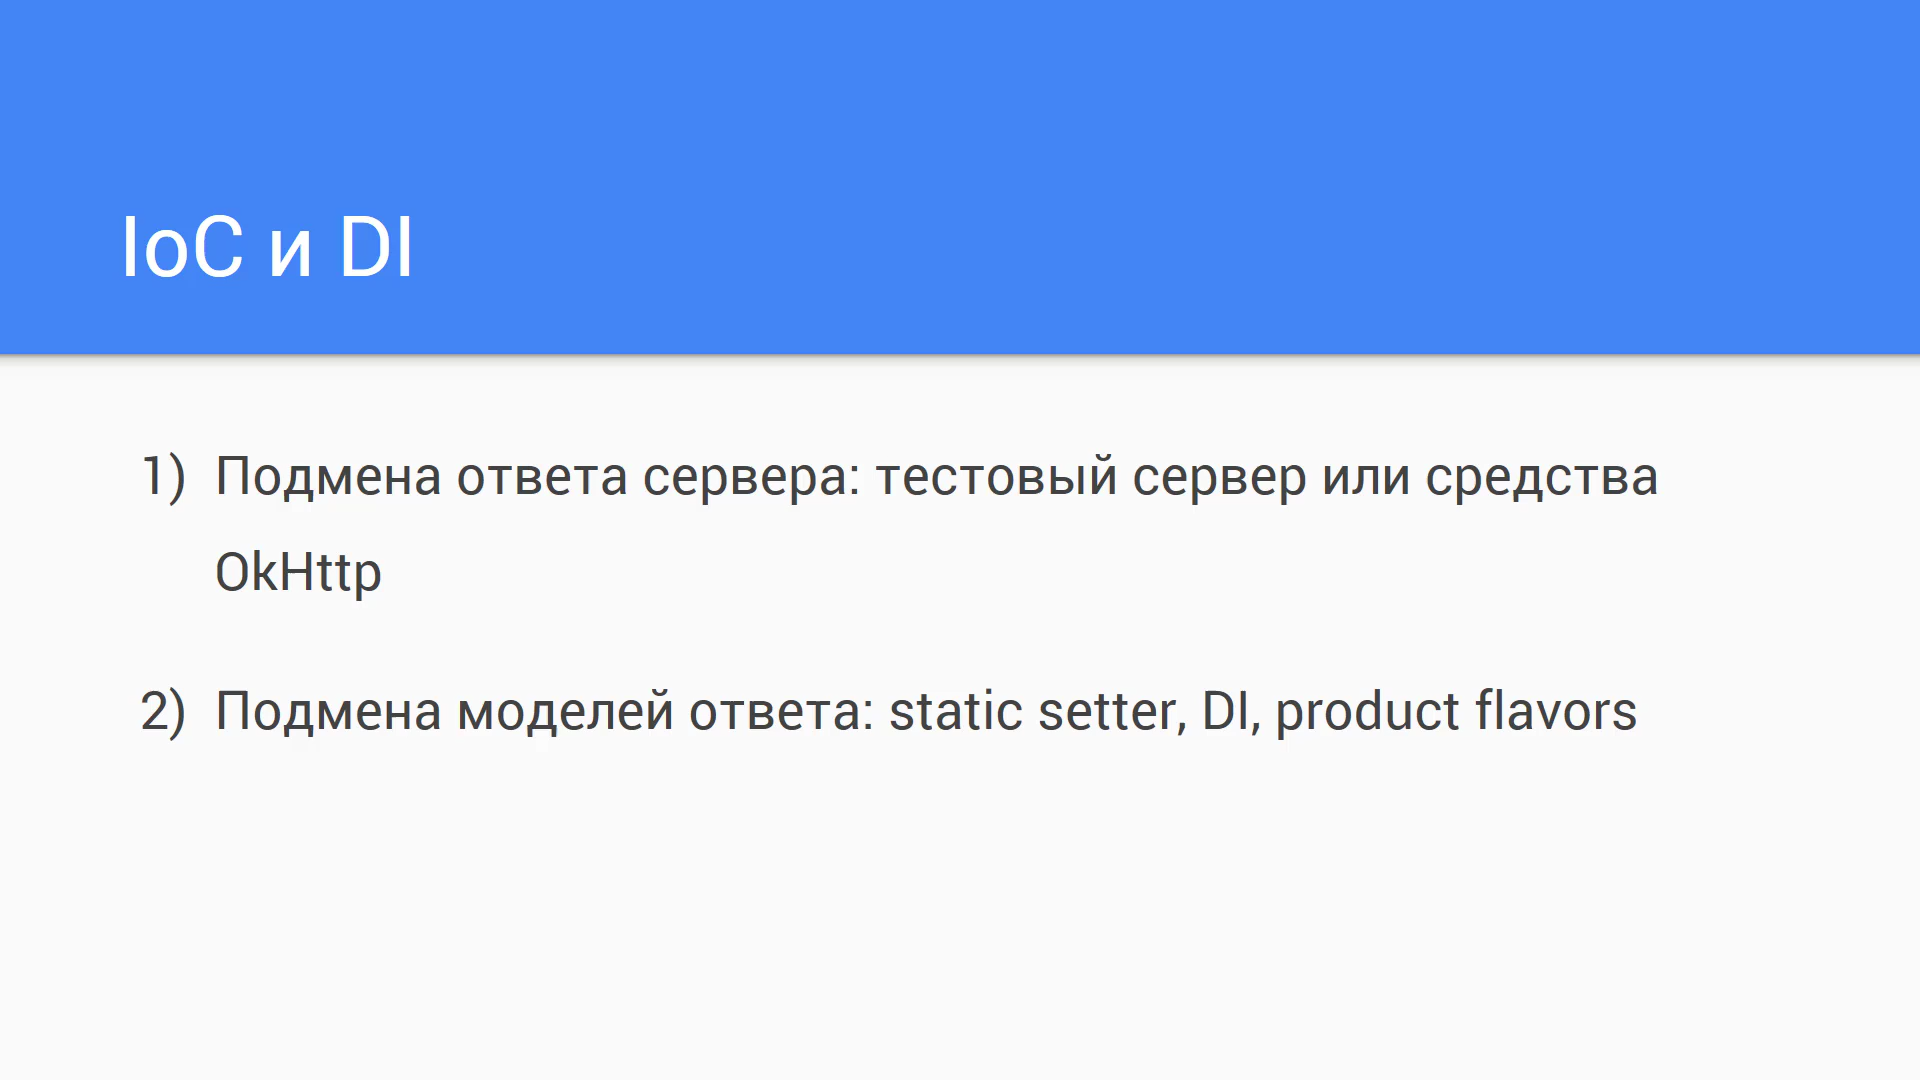 IoC и DI
1) Подмена ответа сервера: тестовый сервер или средства
OkHttp
2) Подмена моделей ответа: static setter, DI, product flavors